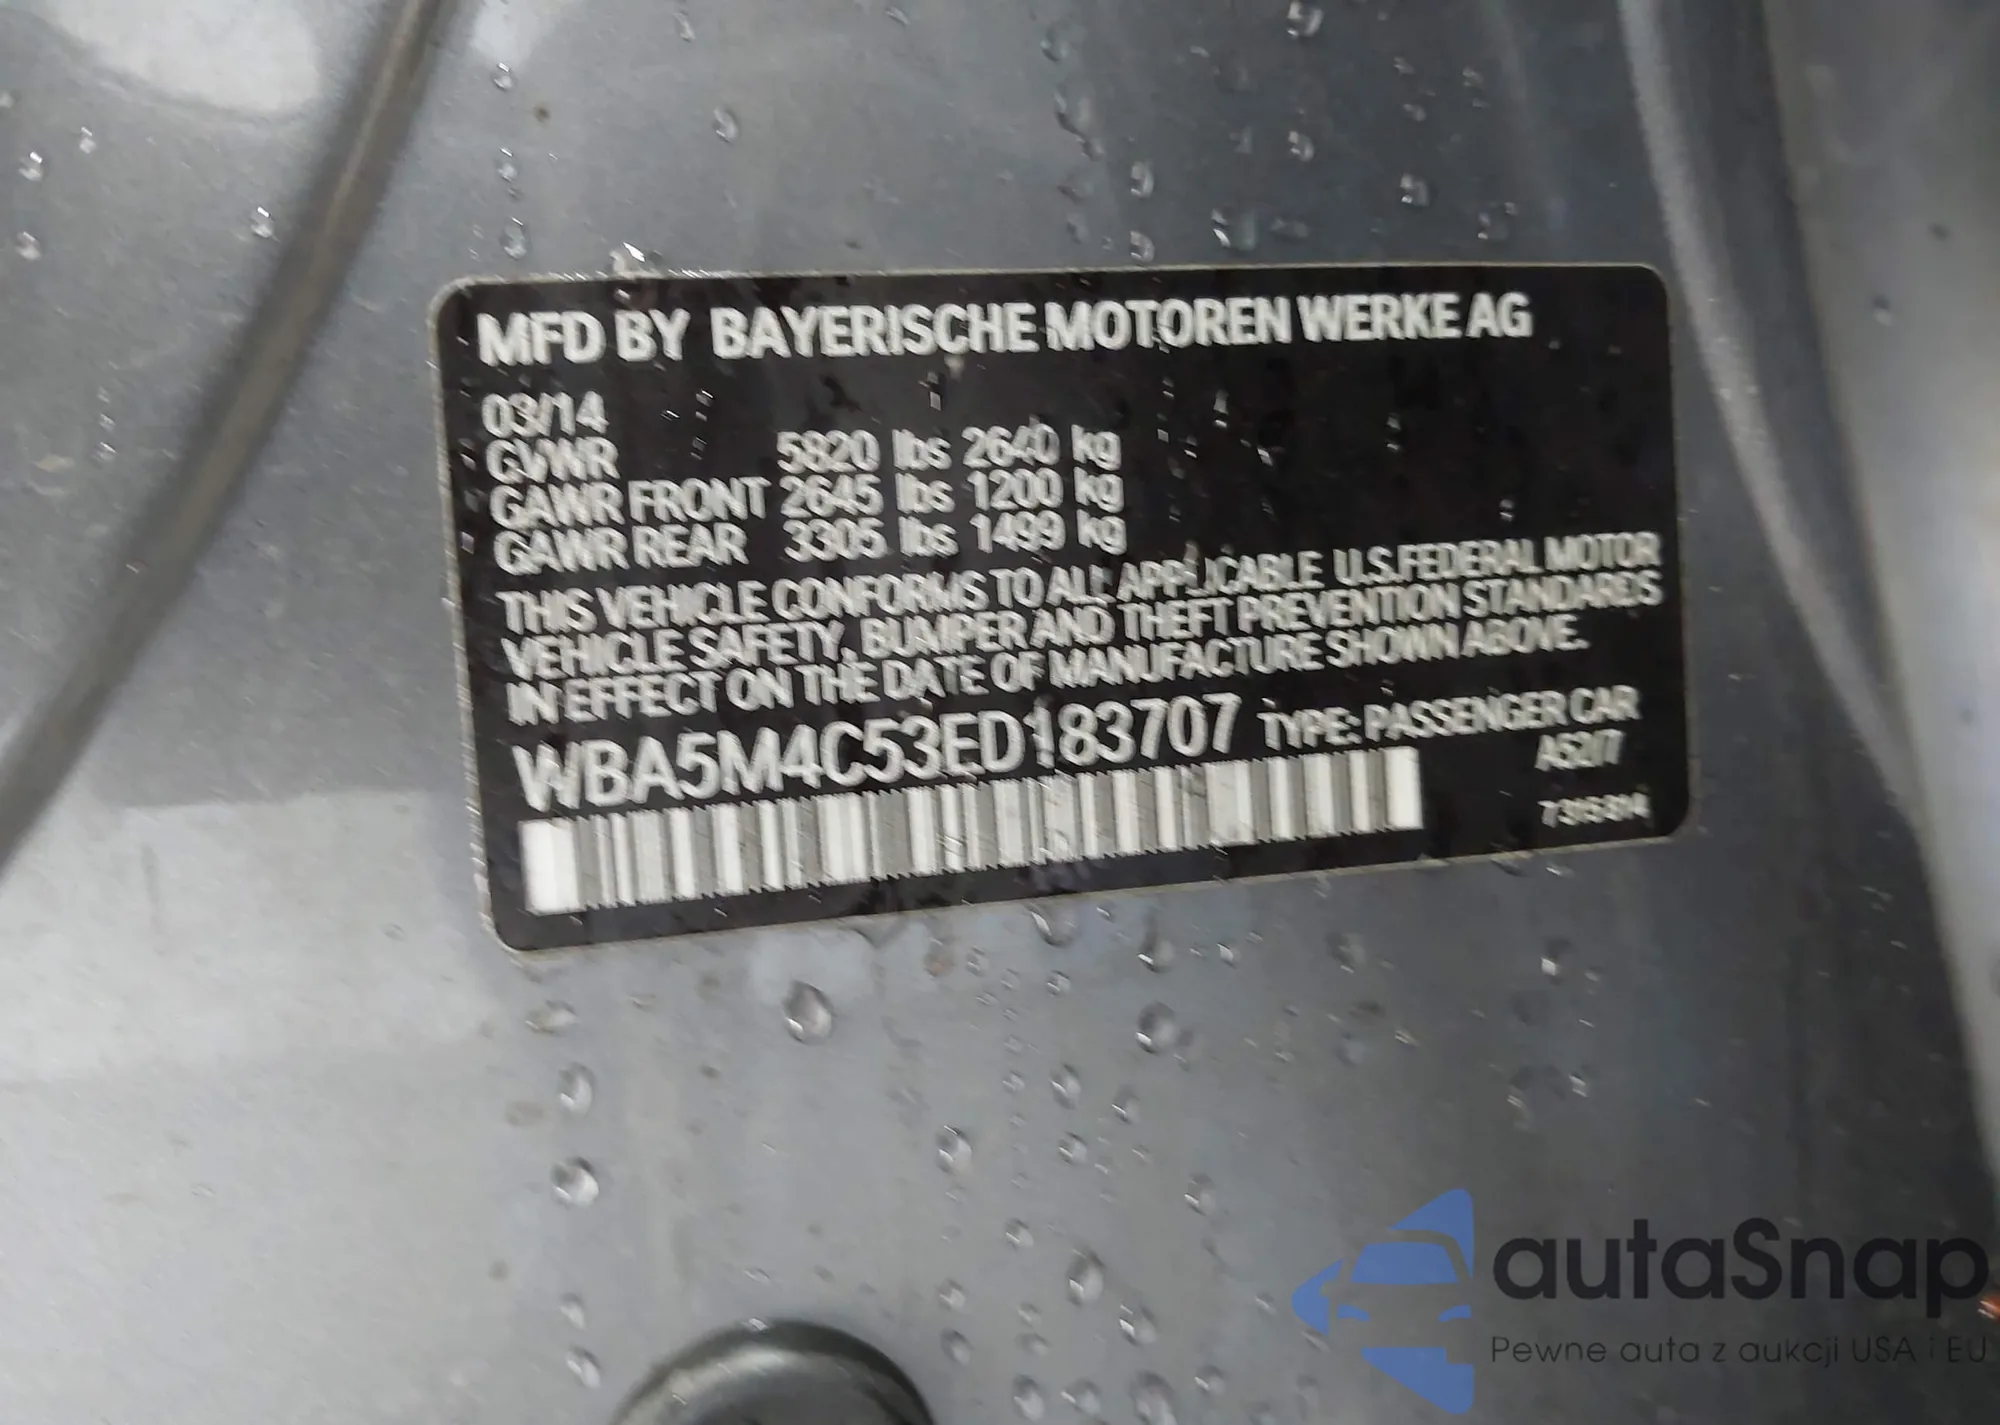 MFD BY BAYERISCHE MOTOREN WERKE AG
03/14
GVWR 5820 lbs 2640 kg
GAWR FRONT 2645 lbs 1200 kg
GAWR REAR 3305 lbs 1499 kg
THIS VEHICLE CONFORMS TO ALL APPLICABLE U.S.FEDERAL MOTOR
VEHICLE SAFETY, BUMPER AND THEFT PREVENTION STANDARDS
IN EFFECT ON THE DATE OF MANUFACTURE SHOWN ABOVE.
WBA5M4C53ED183707 TYPE: PASSENGER CAR
A52/7
autaSnap
Pewne auta z aukcji USA i EU